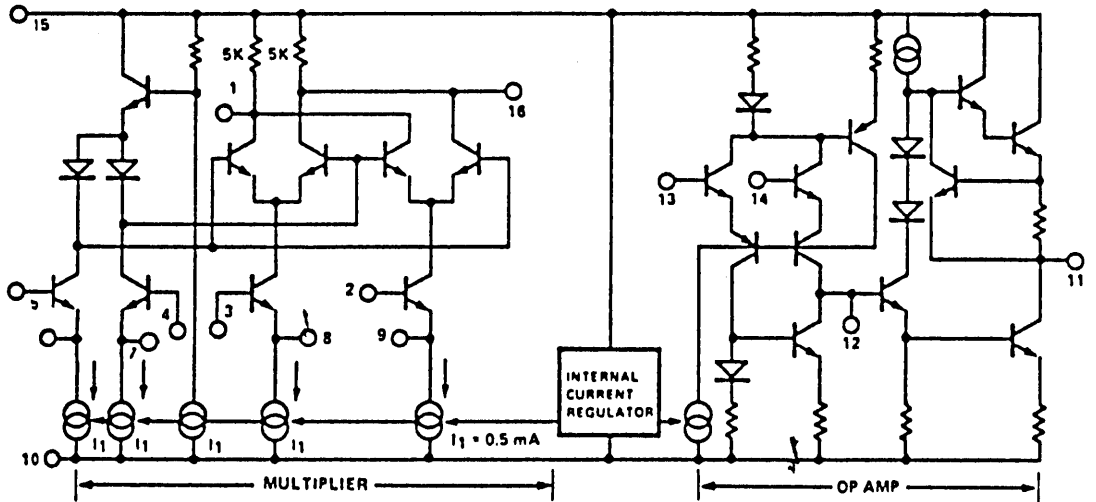 15
5K 5K
1
16
13
14
11
5
4
3
2
7
8
9
12
INTERNAL
CURRENT
REGULATOR
I1 I1 I1 I1 I1 = 0.5 mA
10
MULTIPLIER
OP AMP